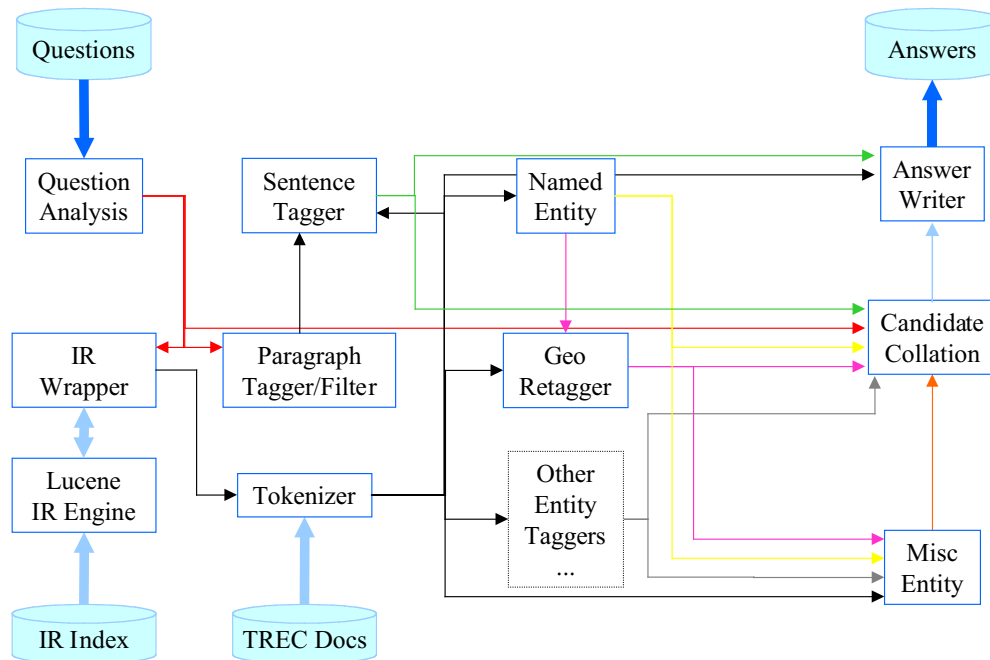 Questions
Answers
Question
Analysis
Sentence
Tagger
Named
Entity
Answer
Writer
IR
Wrapper
Paragraph
Tagger/Filter
Geo
Retagger
Candidate
Collation
Lucene
IR Engine
Tokenizer
Other
Entity
Taggers
...
Misc
Entity
IR Index
TREC Docs